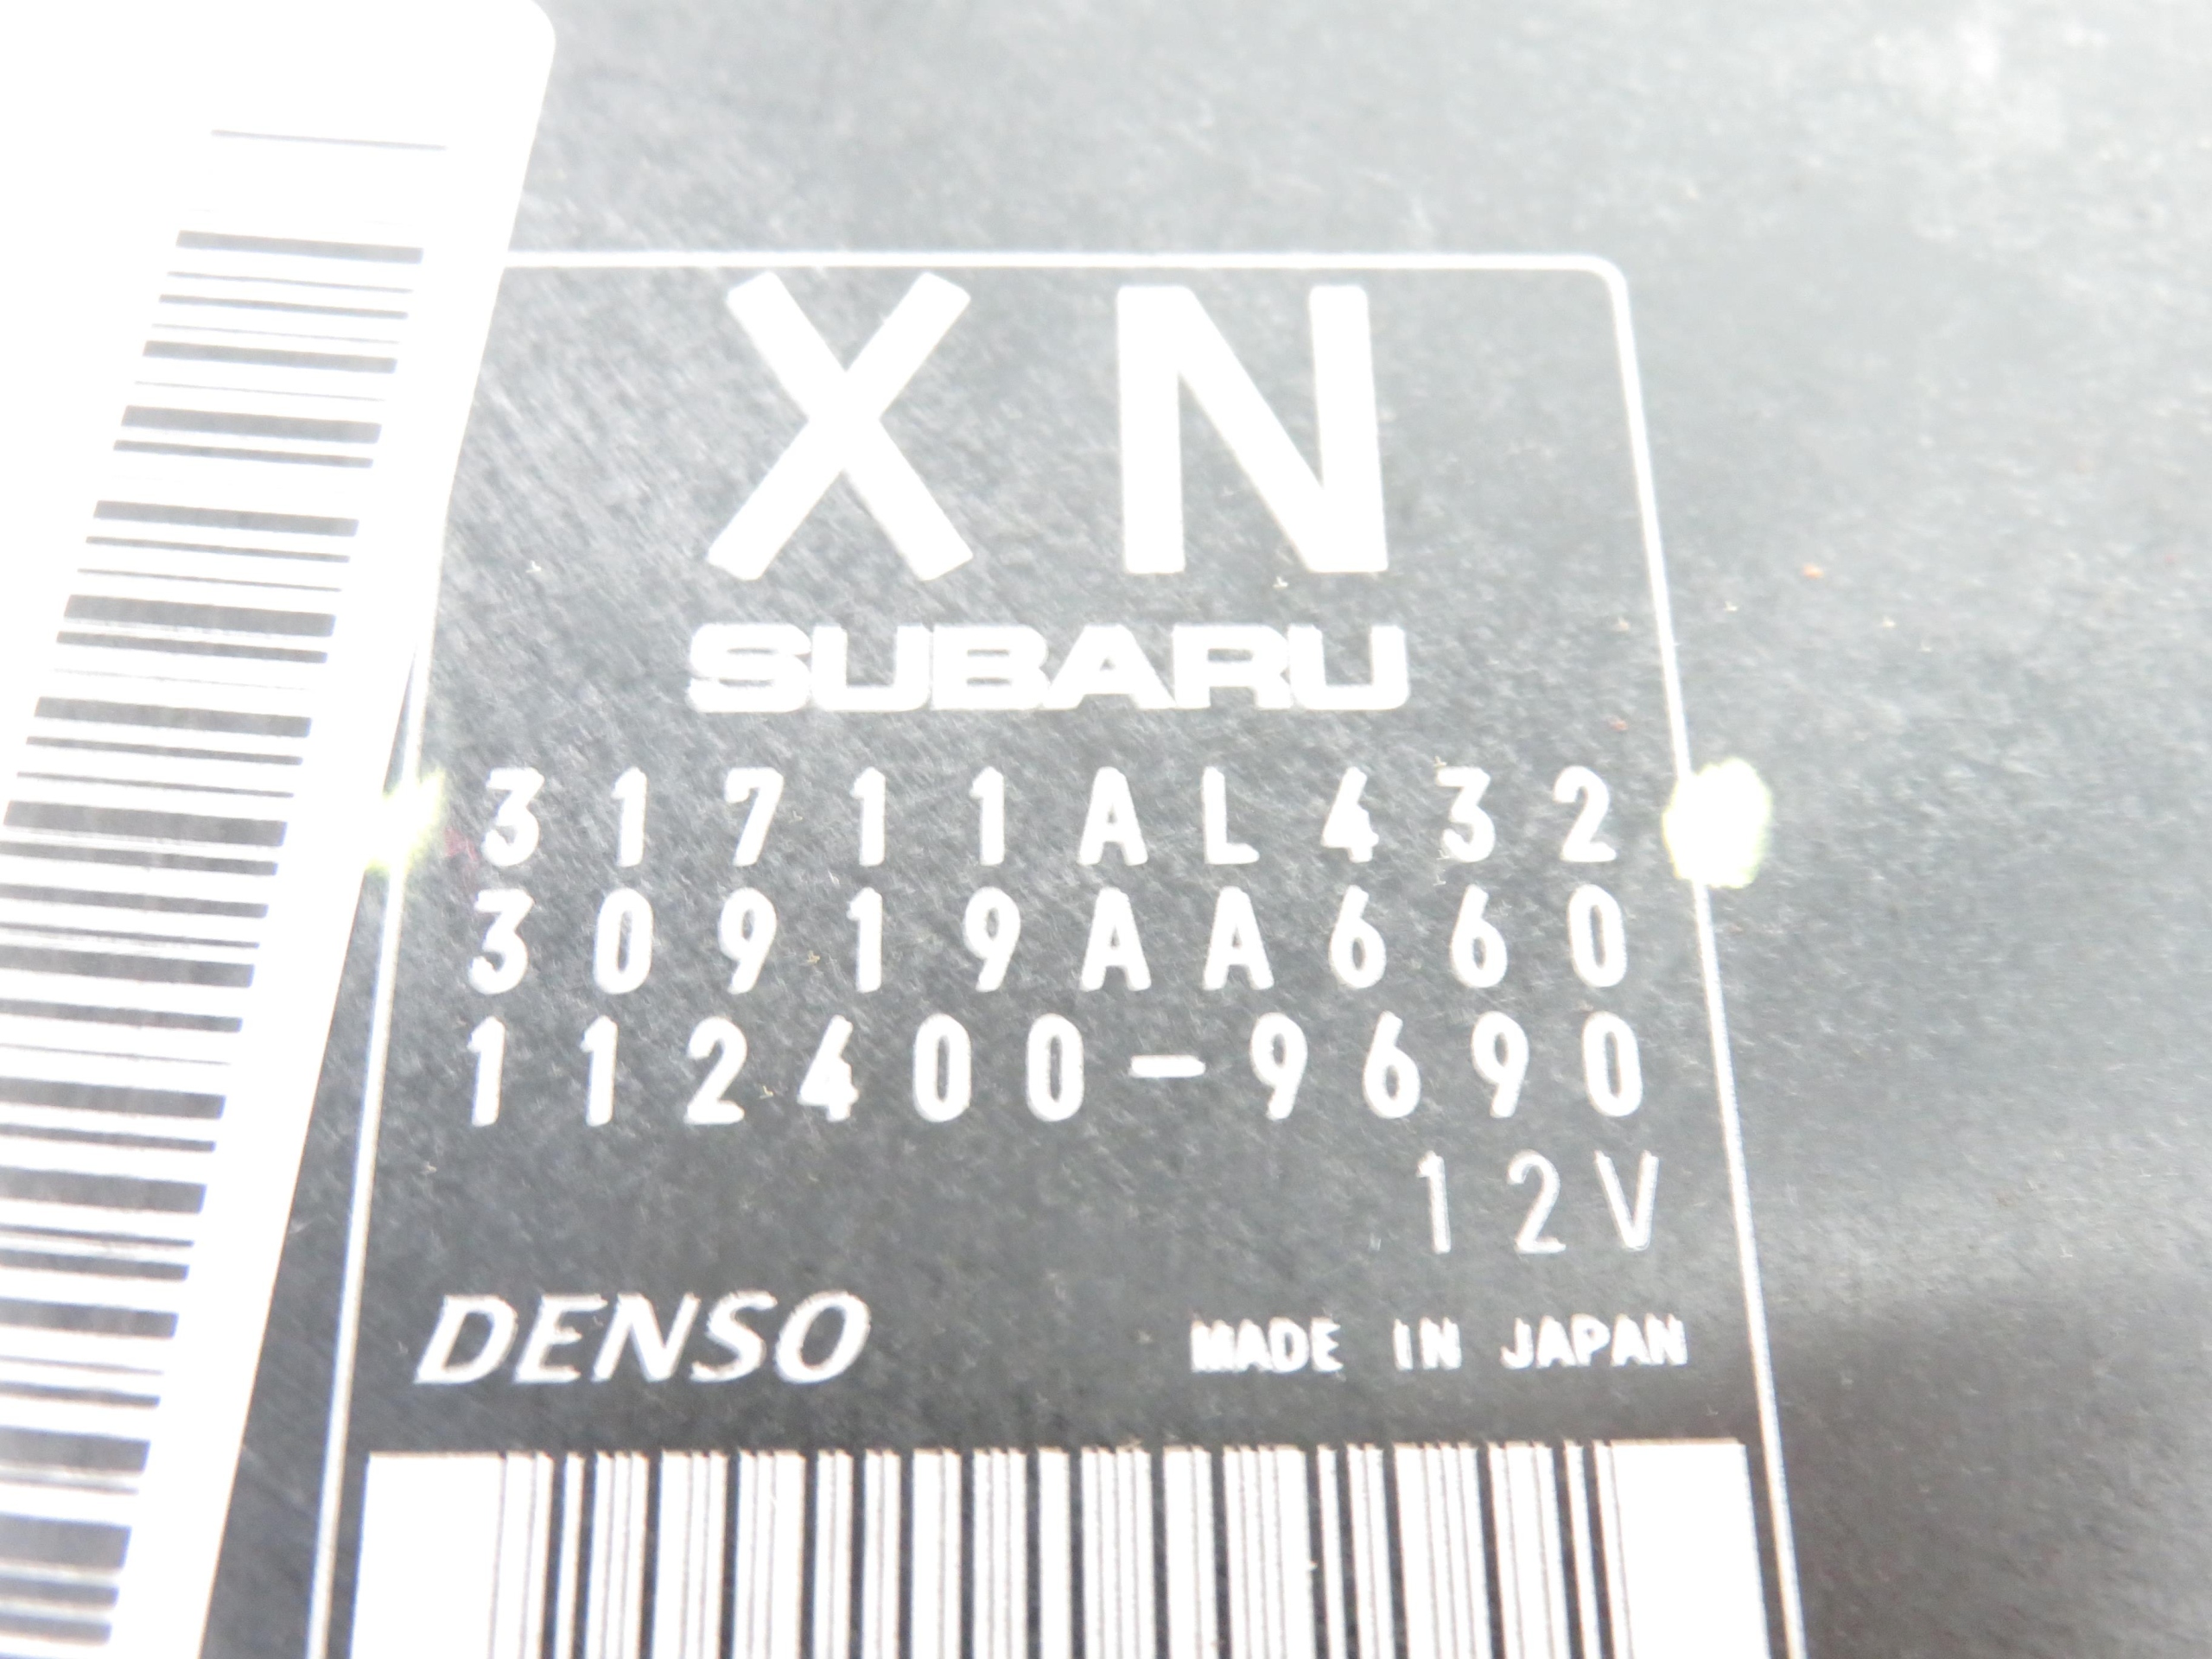 XN
SUBARU
31711AL432
30919AA660
112400-9690
12V
DENSO MADE IN JAPAN